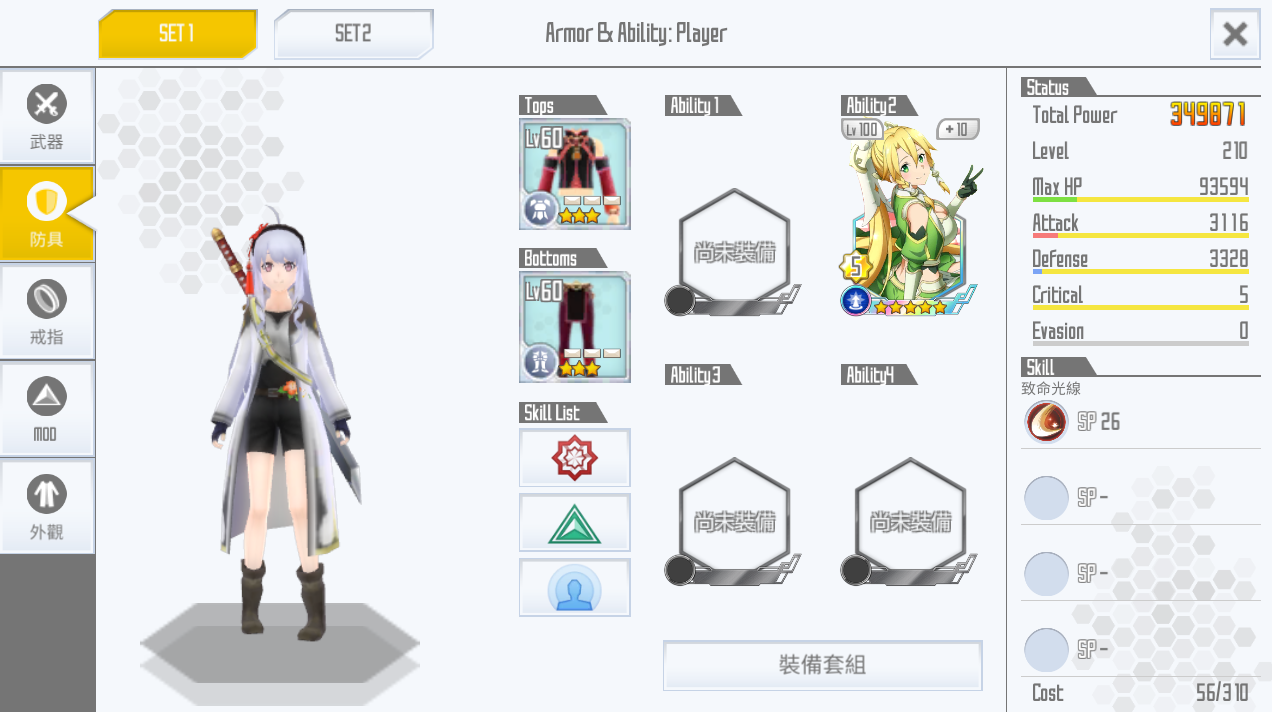 SET1
SET2
Armor & Ability: Player
武器
防具
戒指
MOD
外觀
Tops
Lv60
Bottoms
Lv60
Skill List
Ability1
尚未裝備
Ability2
Lv100
+10
5
Ability3
尚未裝備
Ability4
尚未裝備
裝備套組
Status
Total Power 349871
Level 210
Max HP 93594
Attack 3116
Defense 3328
Critical 5
Evasion 0
Skill
致命光線
SP 26
SP -
SP -
SP -
Cost 56/310